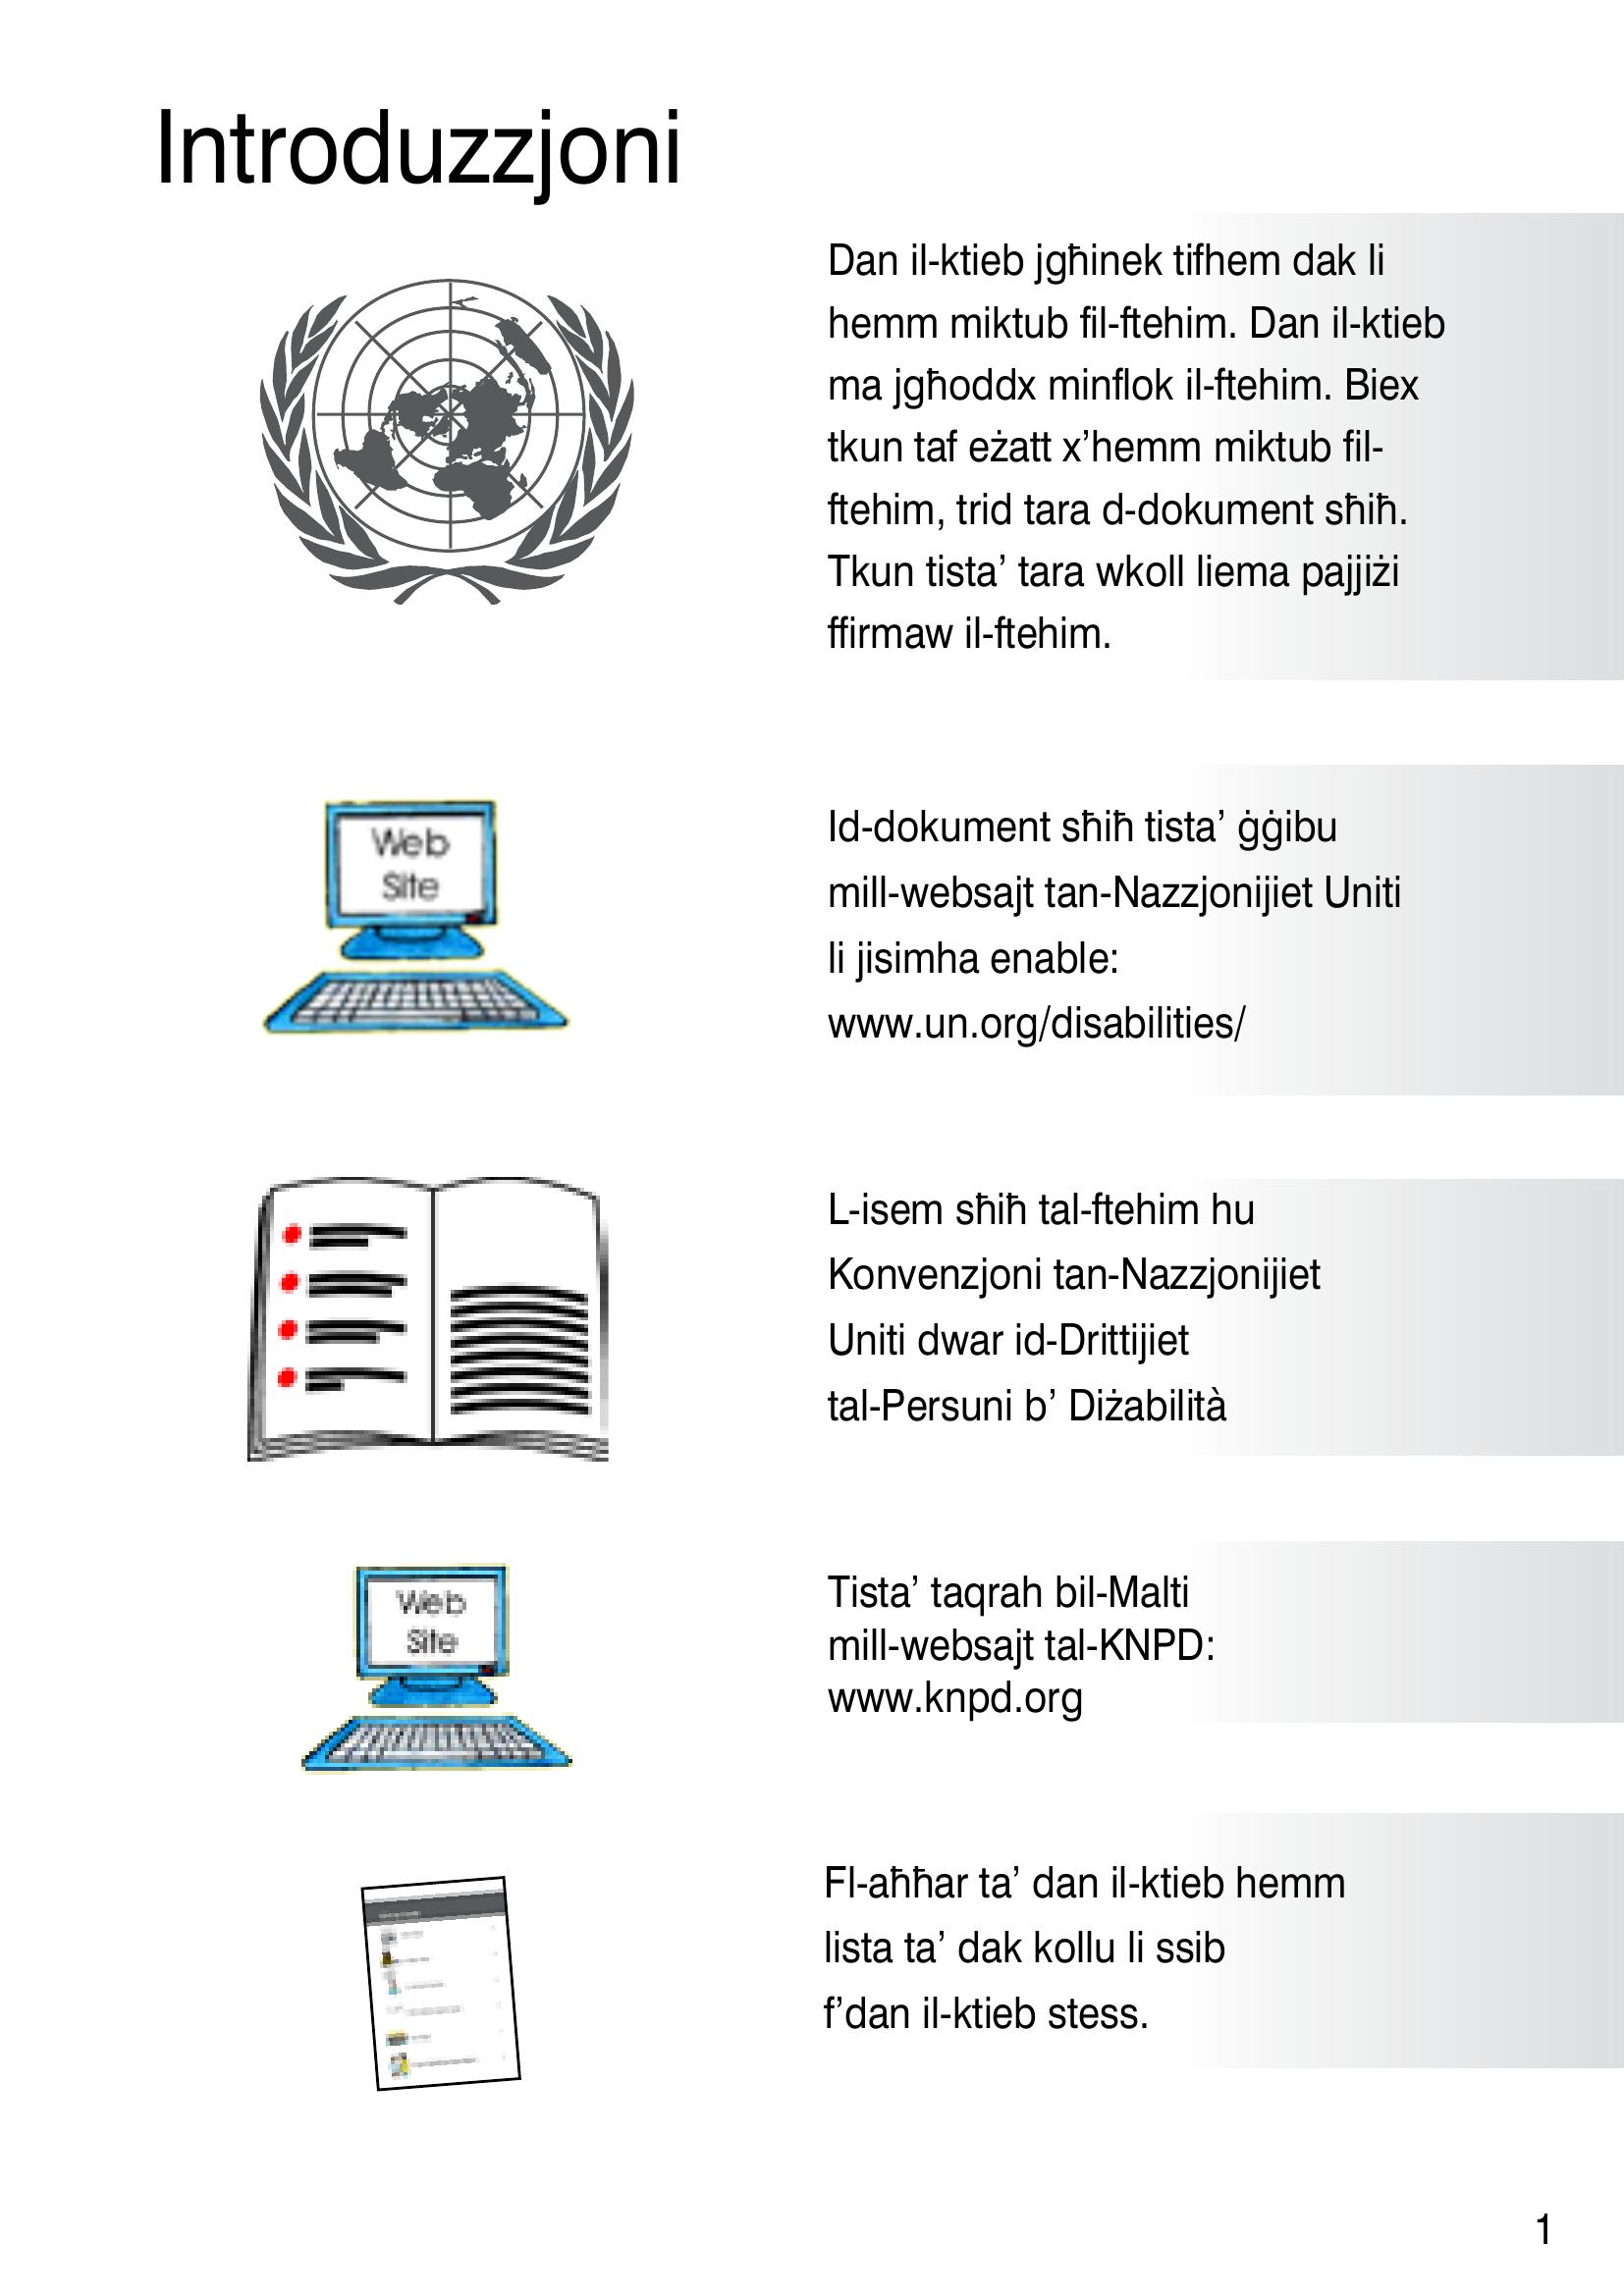 Introduzzjoni
Dan il-ktieb jgħinek tifhem dak li
hemm miktub fil-ftehim. Dan il-ktieb
ma jgħoddx minflok il-ftehim. Biex
tkun taf eżatt x’hemm miktub fil-
ftehim, trid tara d-dokument sħiħ.
Tkun tista’ tara wkoll liema pajjiżi
ffirmaw il-ftehim.
Web
Site
Id-dokument sħiħ tista’ ġġibu
mill-websajt tan-Nazzjonijiet Uniti
li jisimha enable:
www.un.org/disabilities/
L-isem sħiħ tal-ftehim hu
Konvenzjoni tan-Nazzjonijiet
Uniti dwar id-Drittijiet
tal-Persuni b’ Diżabilità
Web
Site
Tista’ taqrah bil-Malti
mill-websajt tal-KNPD:
www.knpd.org
Fl-aħħar ta’ dan il-ktieb hemm
lista ta’ dak kollu li ssib
f’dan il-ktieb stess.
1